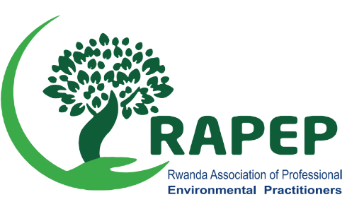 RAPEP
Rwanda Association of Professional
Environmental Practitioners